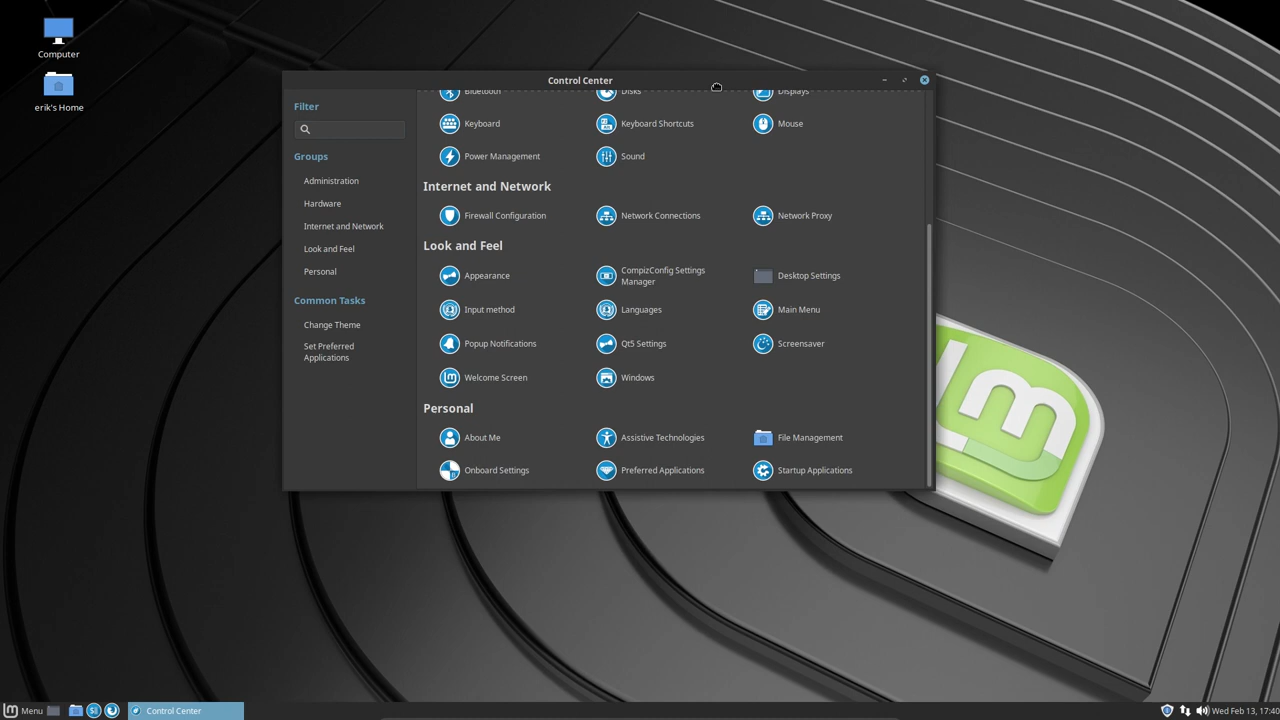 Computer
erik's Home
Control Center
Filter
Groups
Administration
Hardware
Internet and Network
Look and Feel
Personal
Common Tasks
Change Theme
Set Preferred
Applications
Bluetooth
Disks
Displays
Keyboard
Keyboard Shortcuts
Mouse
Power Management
Sound
Internet and Network
Firewall Configuration
Network Connections
Network Proxy
Look and Feel
Appearance
CompizConfig Settings
Manager
Desktop Settings
Input method
Languages
Main Menu
Popup Notifications
Qt5 Settings
Screensaver
Welcome Screen
Windows
Personal
About Me
Assistive Technologies
File Management
Onboard Settings
Preferred Applications
Startup Applications
Menu
Control Center
Wed Feb 13, 17:40